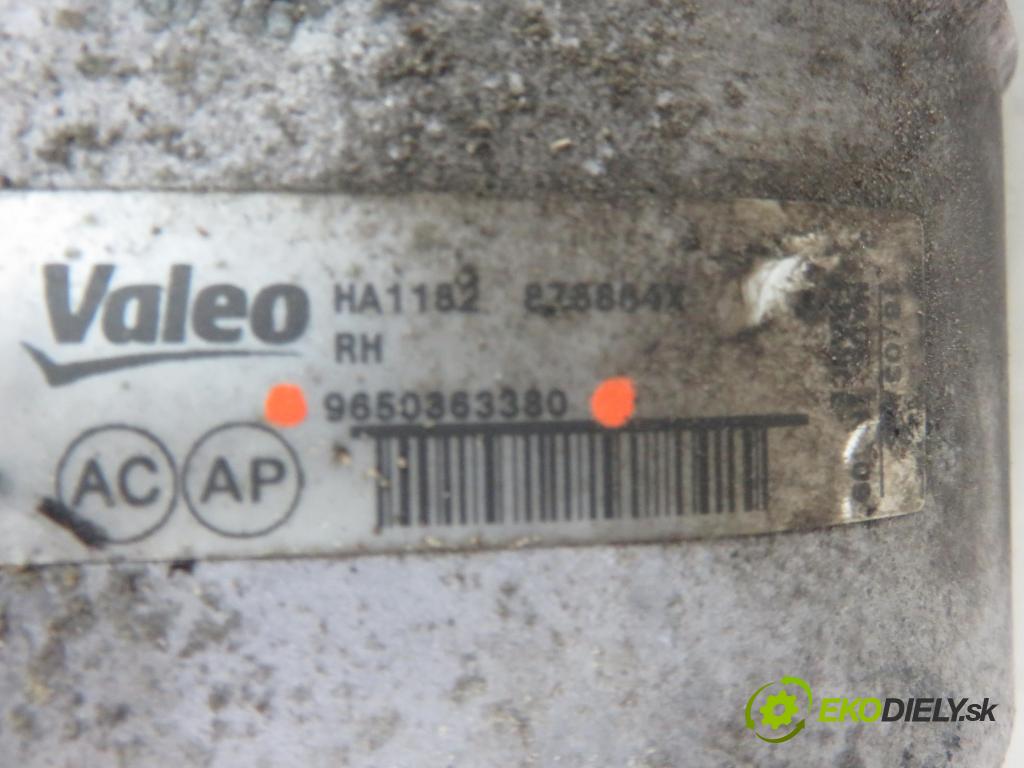 Valeo
HA1182
RH
9650363380
AC AP
EKODIELY.sk